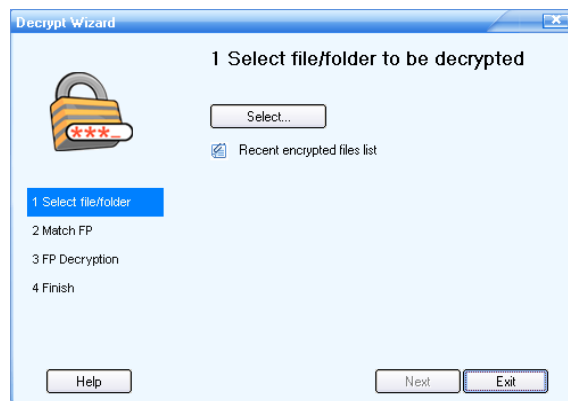 Decrypt Wizard
1 Select file/folder to be decrypted
***_
Select...
Recent encrypted files list
1 Select file/folder
2 Match FP
3 FP Decryption
4 Finish
Help
Next
Exit